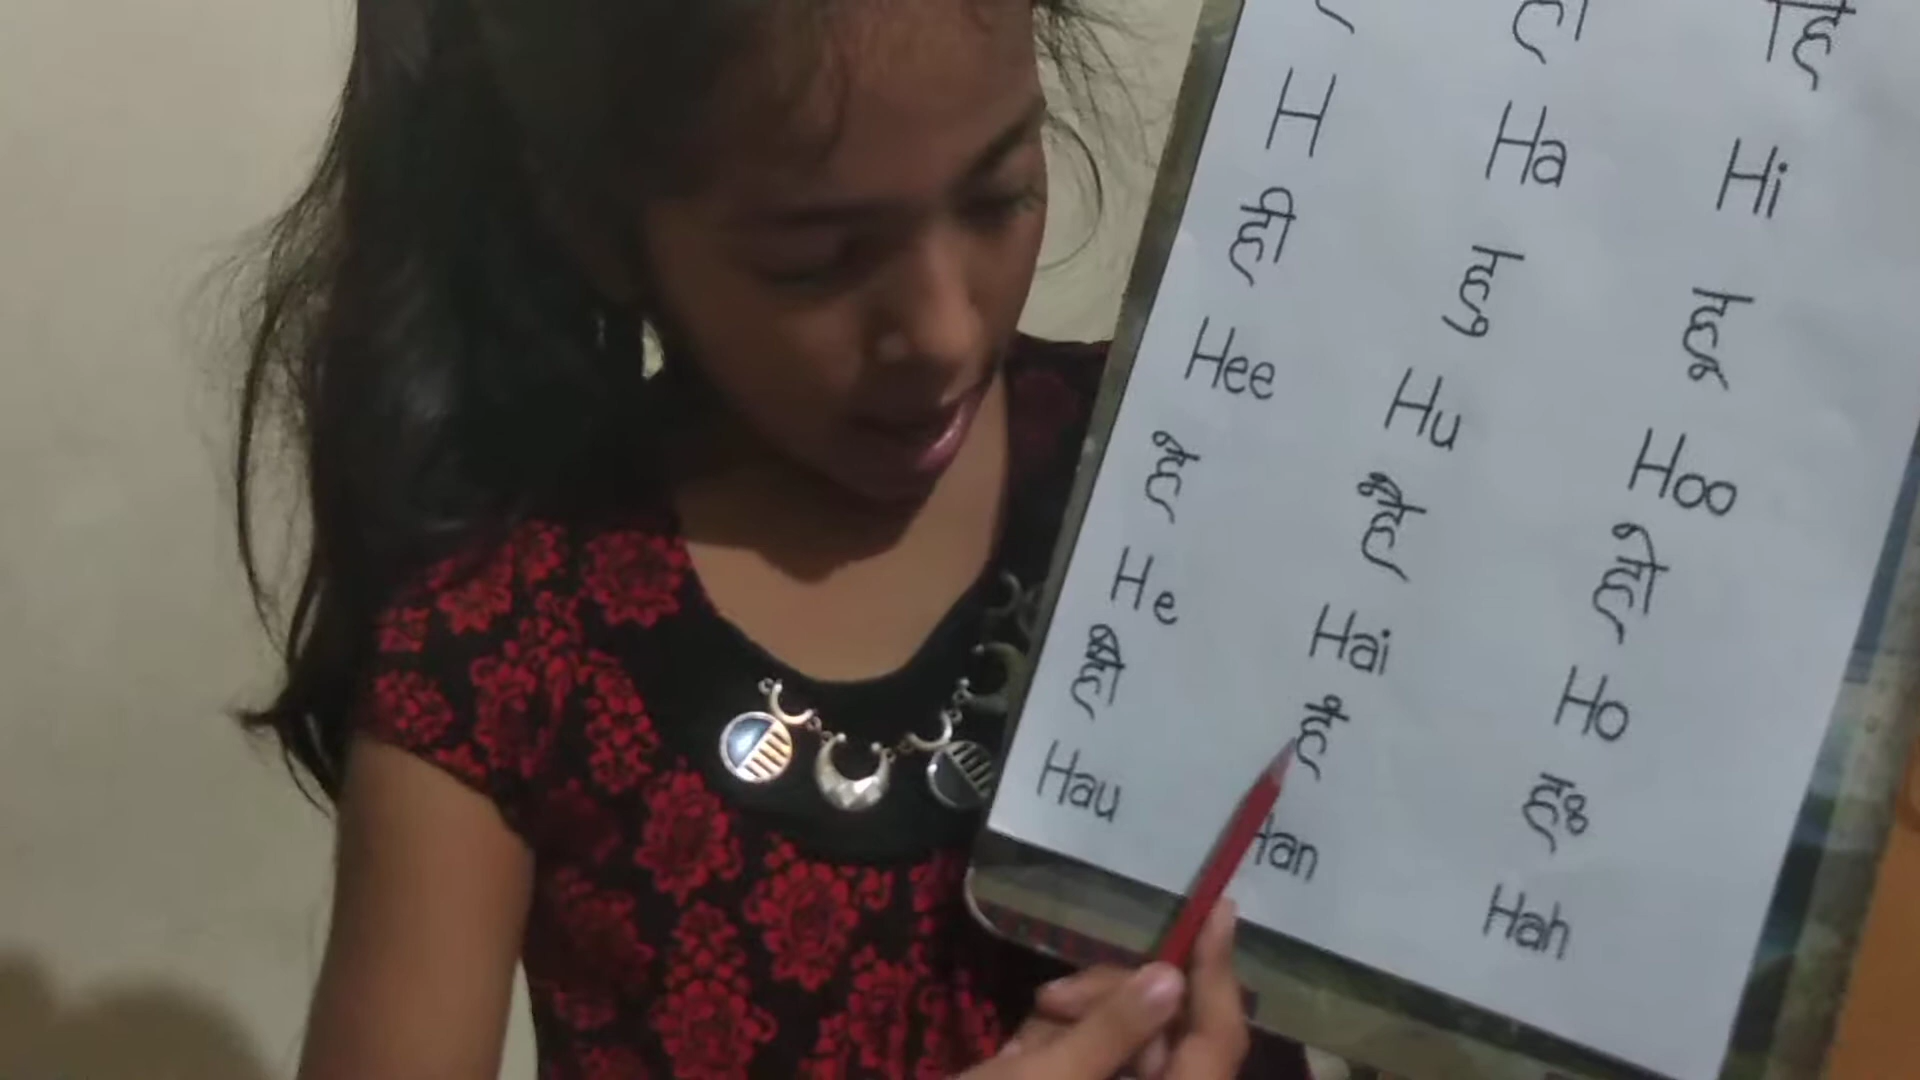 हा हि
H Ha Hi
ही हु हू
Hee Hu Hoo
हे है हो
He Hai Ho
हौ हं हः
Hau Han Hah